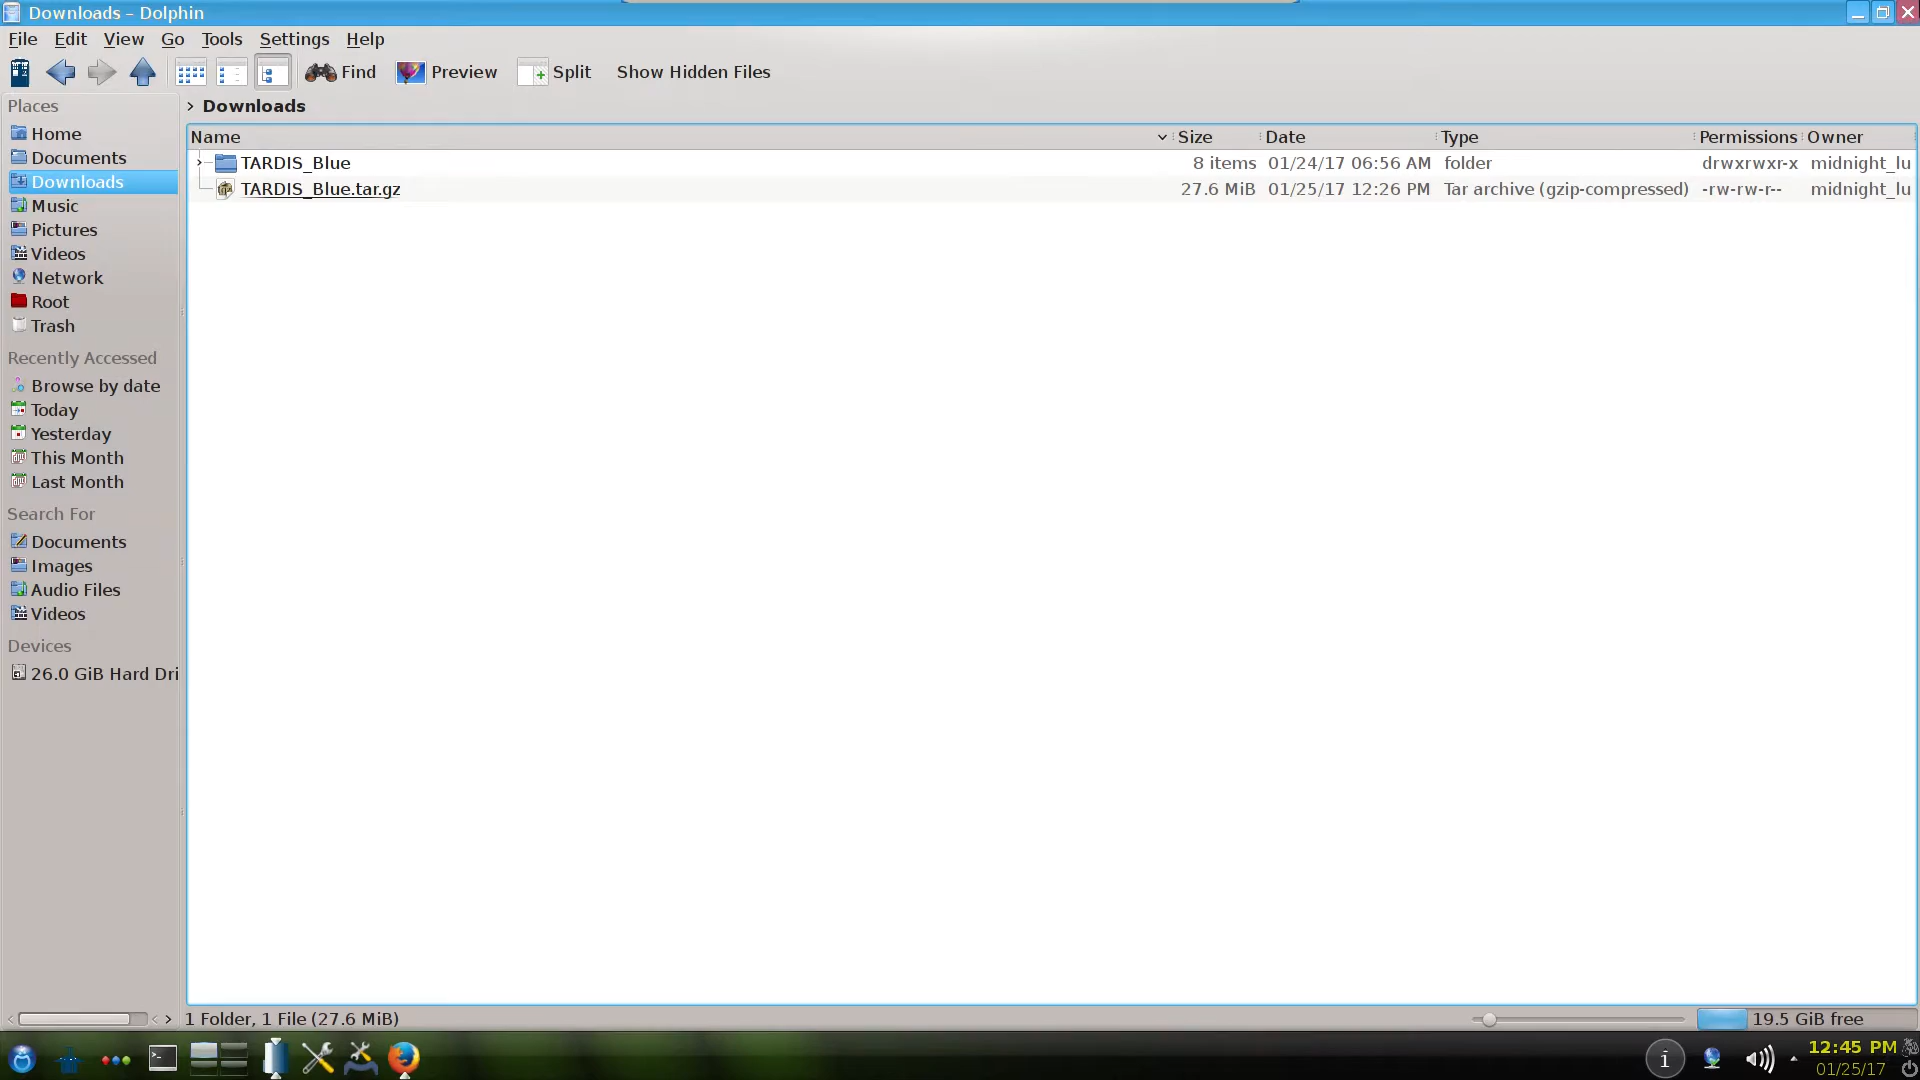 Downloads – Dolphin
File Edit View Go Tools Settings Help
Find Preview Split Show Hidden Files
Places
> Downloads
Name Size Date Type Permissions Owner
TARDIS_Blue 8 items 01/24/17 06:56 AM folder drwxrwxr-x midnight_lu
TARDIS_Blue.tar.gz 27.6 MiB 01/25/17 12:26 PM Tar archive (gzip-compressed) -rw-rw-r-- midnight_lu
Home
Documents
Downloads
Music
Pictures
Videos
Network
Root
Trash
Recently Accessed
Browse by date
Today
Yesterday
This Month
Last Month
Search For
Documents
Images
Audio Files
Videos
Devices
26.0 GiB Hard Dri
1 Folder, 1 File (27.6 MiB) 19.5 GiB free
12:45 PM
01/25/17